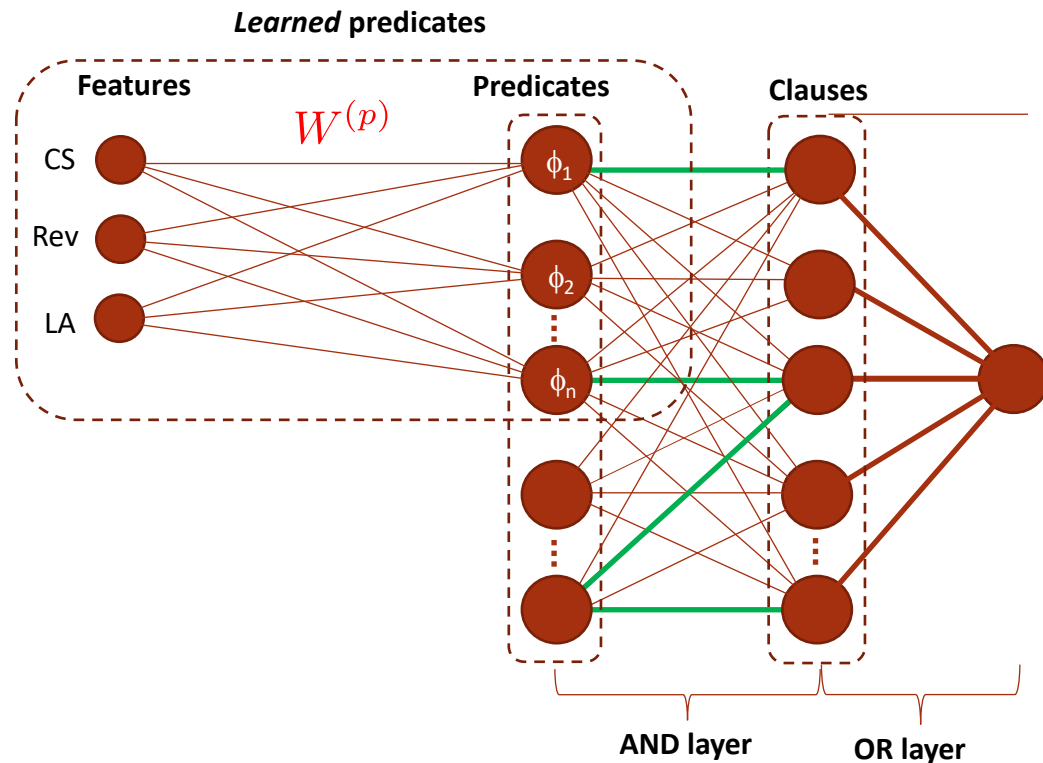 Learned predicates
Features
Predicates
Clauses
W^{(p)}
CS
Rev
LA
ϕ₁
ϕ₂
ϕₙ
AND layer
OR layer